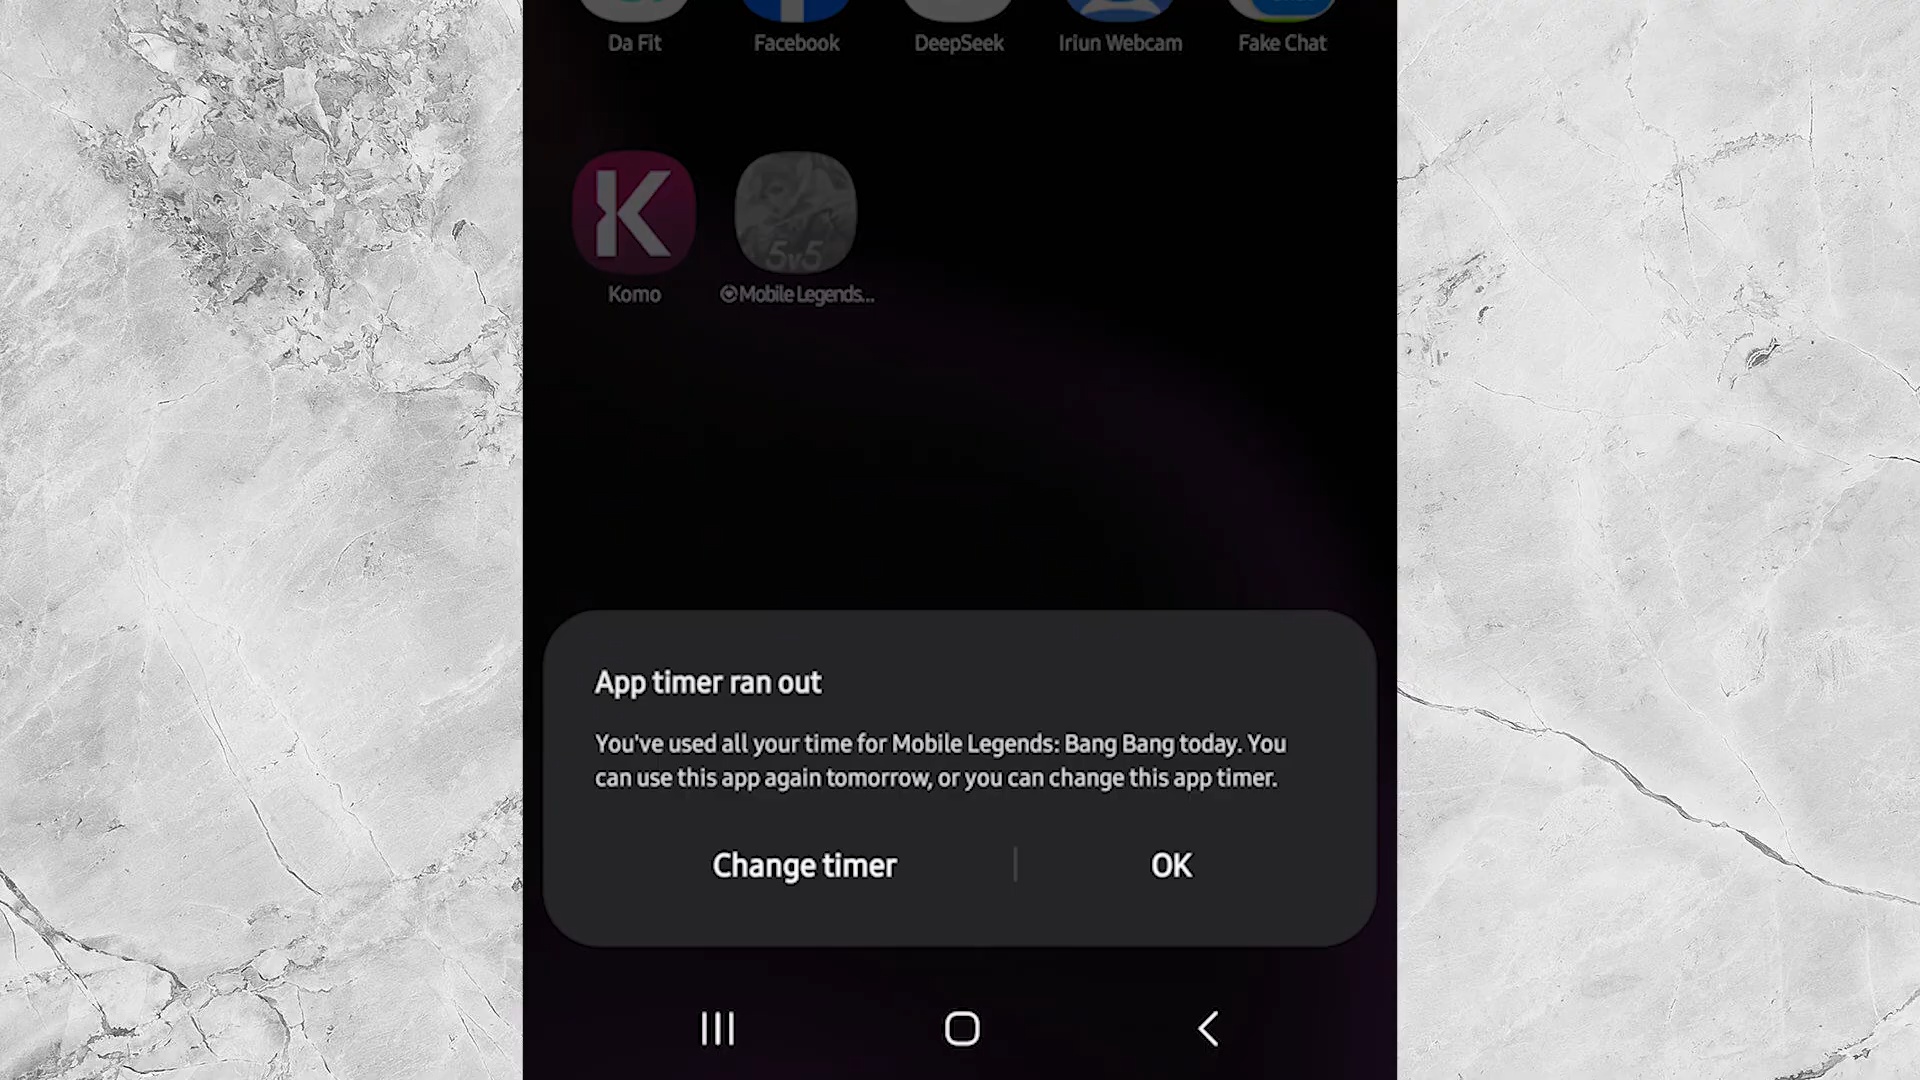 Da Fit
Facebook
DeepSeek
Iriun Webcam
Fake Chat
K
5v5
Komo
Mobile Legends...
App timer ran out
You've used all your time for Mobile Legends: Bang Bang today. You
can use this app again tomorrow, or you can change this app timer.
Change timer
OK